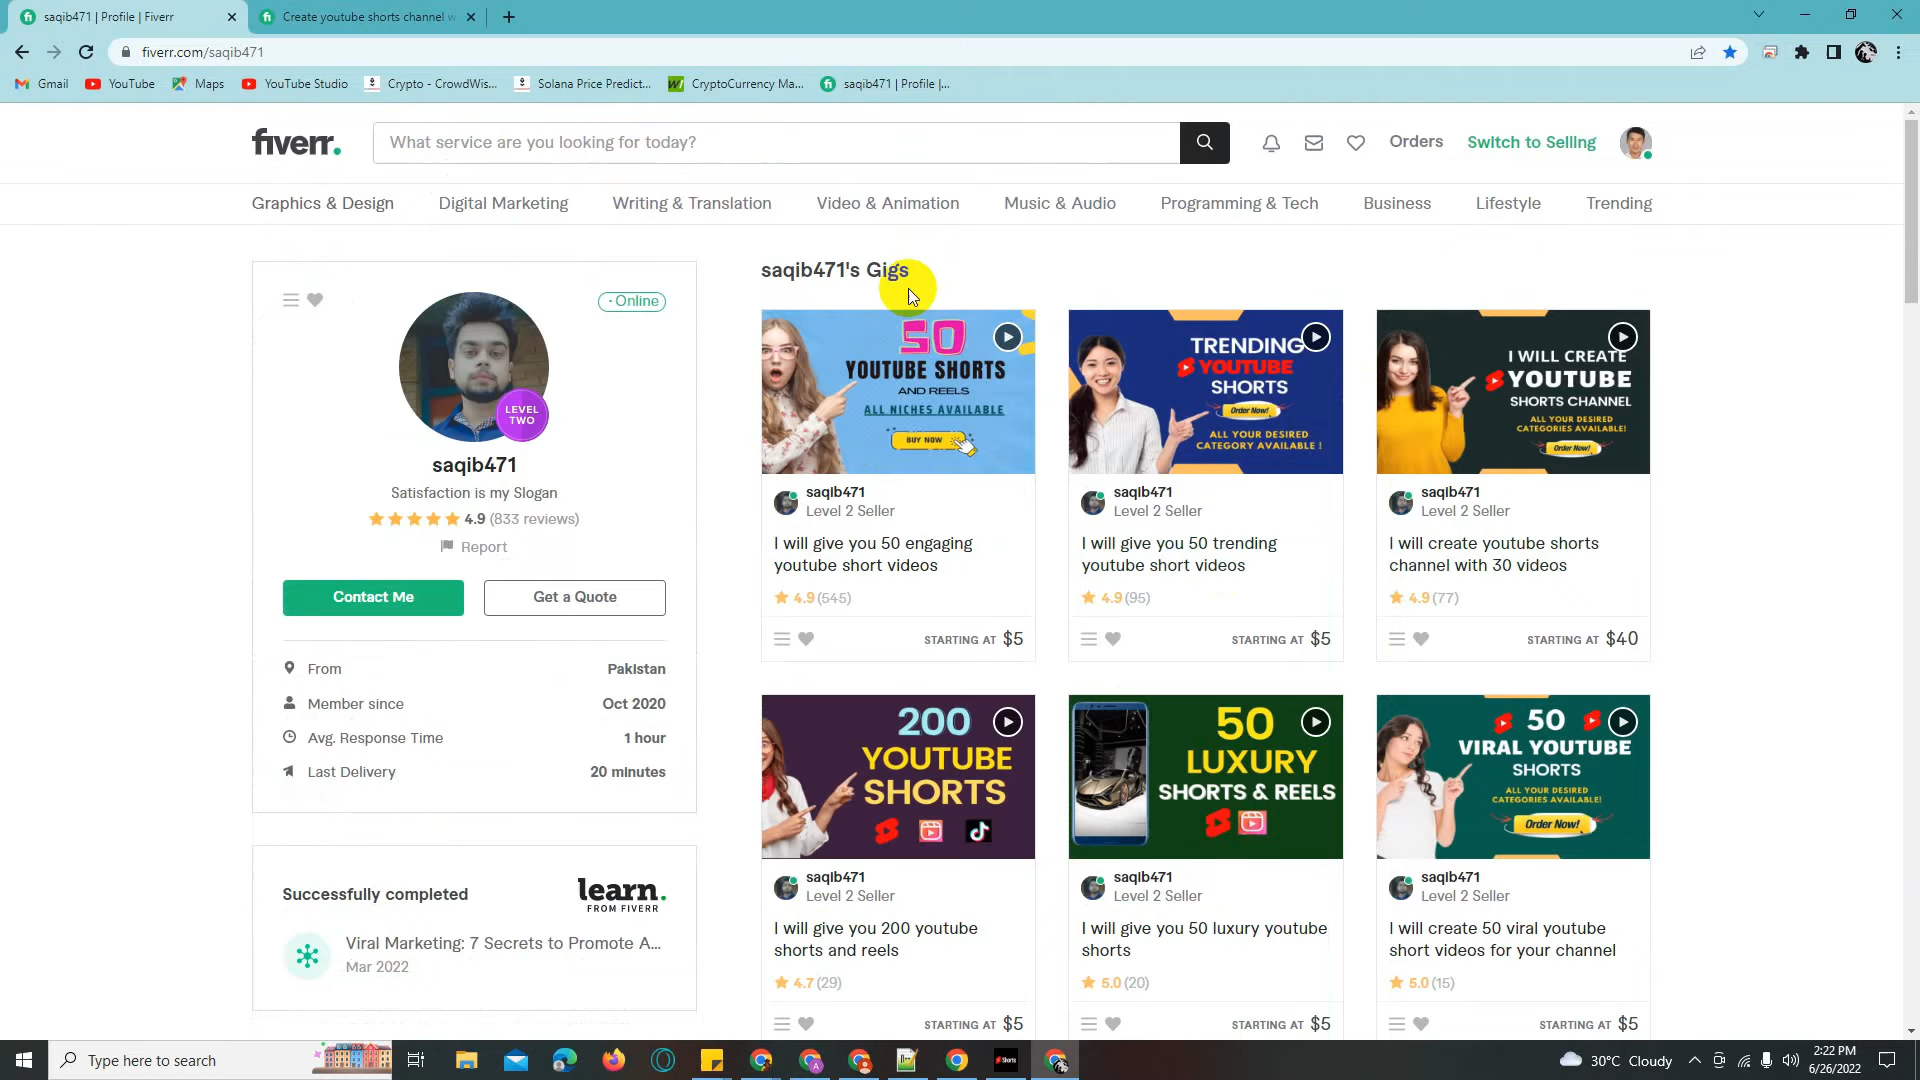 saqib471 | Profile | Fiverr
Create youtube shorts channel w
fiverr.com/saqib471
Gmail
YouTube
Maps
YouTube Studio
Crypto - CrowdWis...
Solana Price Predict...
CryptoCurrency Ma...
saqib471 | Profile |...
fiverr.
What service are you looking for today?
Orders
Switch to Selling
Graphics & Design
Digital Marketing
Writing & Translation
Video & Animation
Music & Audio
Programming & Tech
Business
Lifestyle
Trending
• Online
LEVEL
TWO
saqib471
Satisfaction is my Slogan
4.9 (833 reviews)
Report
Contact Me
Get a Quote
From Pakistan
Member since Oct 2020
Avg. Response Time 1 hour
Last Delivery 20 minutes
Successfully completed
learn.
FROM FIVERR
Viral Marketing: 7 Secrets to Promote A...
Mar 2022
saqib471's Gigs
50
YOUTUBE SHORTS
AND REELS
ALL NICHES AVAILABLE
BUY NOW
saqib471
Level 2 Seller
I will give you 50 engaging
youtube short videos
4.9 (545)
STARTING AT $5
TRENDING
YOUTUBE
SHORTS
Order Now!
ALL YOUR DESIRED
CATEGORY AVAILABLE !
saqib471
Level 2 Seller
I will give you 50 trending
youtube short videos
4.9 (95)
STARTING AT $5
I WILL CREATE
YOUTUBE
SHORTS CHANNEL
ALL YOUR DESIRED
CATEGORIES AVAILABLE!
Order Now!
saqib471
Level 2 Seller
I will create youtube shorts
channel with 30 videos
4.9 (77)
STARTING AT $40
200
YOUTUBE
SHORTS
saqib471
Level 2 Seller
I will give you 200 youtube
shorts and reels
4.7 (29)
STARTING AT $5
50
LUXURY
SHORTS & REELS
saqib471
Level 2 Seller
I will give you 50 luxury youtube
shorts
5.0 (20)
STARTING AT $5
50
VIRAL YOUTUBE
SHORTS
ALL YOUR DESIRED
CATEGORIES AVAILABLE!
Order Now!
saqib471
Level 2 Seller
I will create 50 viral youtube
short videos for your channel
5.0 (15)
STARTING AT $5
Type here to search
Shorts
30°C Cloudy
2:22 PM
6/26/2022